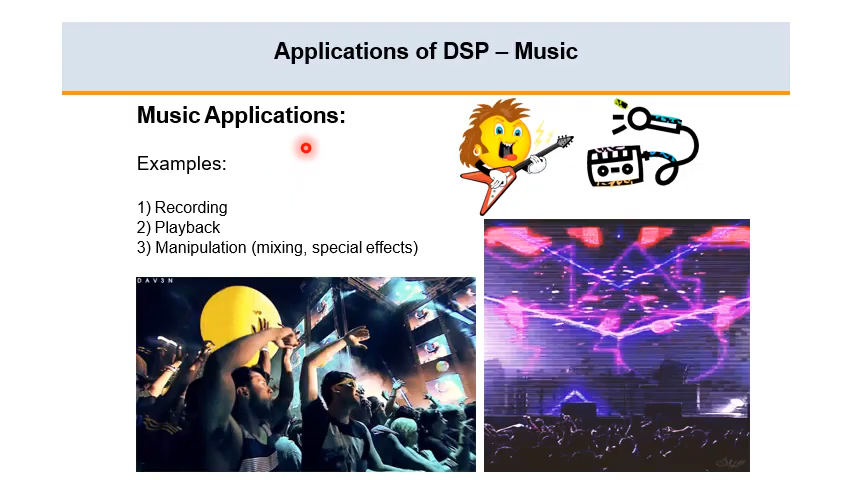 Applications of DSP – Music
Music Applications:
Examples:
1) Recording
2) Playback
3) Manipulation (mixing, special effects)
DAV3N